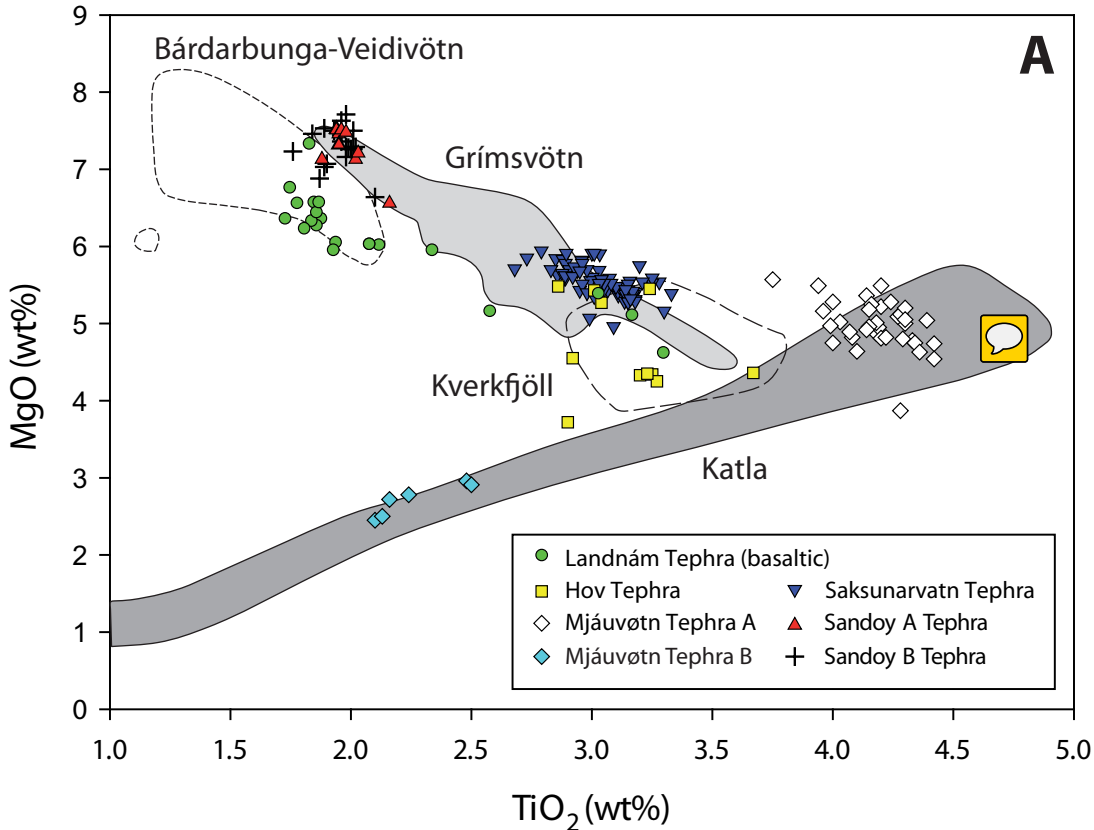 9
Bárdarbunga-Veidivötn
A
8
7
Grímsvötn
6
5
Kverkfjöll
4
Katla
3
2
1
0
MgO (wt%)
Landnám Tephra (basaltic)
Hov Tephra
Saksunarvatn Tephra
Mjáuvøtn Tephra A
Sandoy A Tephra
Mjáuvøtn Tephra B
Sandoy B Tephra
1.0 1.5 2.0 2.5 3.0 3.5 4.0 4.5 5.0
TiO₂ (wt%)